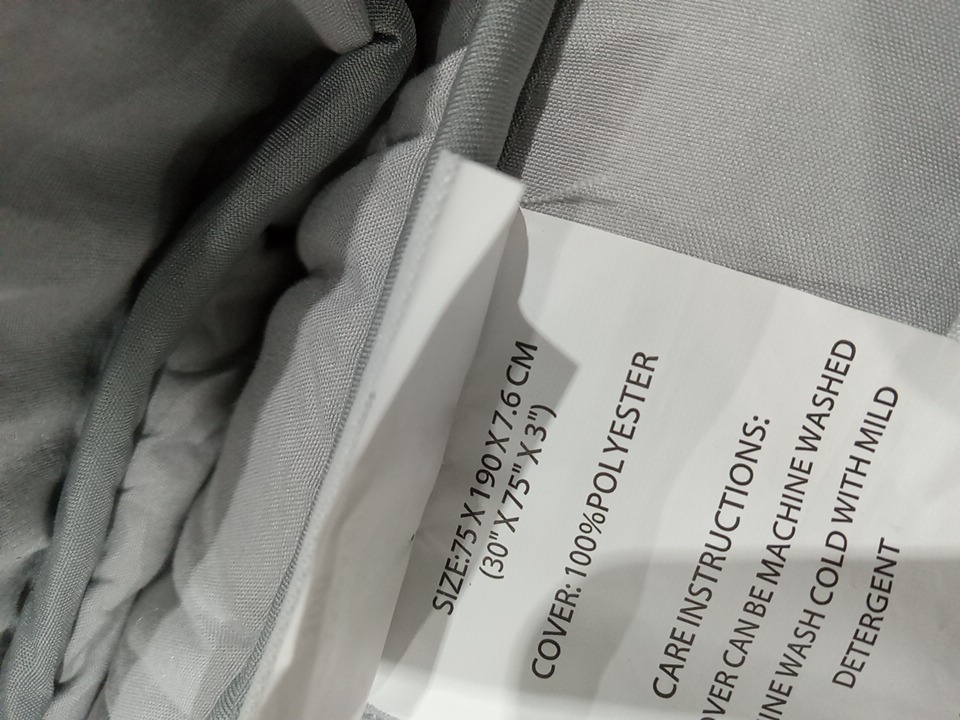 SIZE:75 X 190 X 7.6 CM
(30" X 75" X 3")
COVER: 100%POLYESTER
CARE INSTRUCTIONS:
OVER CAN BE MACHINE WASHED
INE WASH COLD WITH MILD
DETERGENT